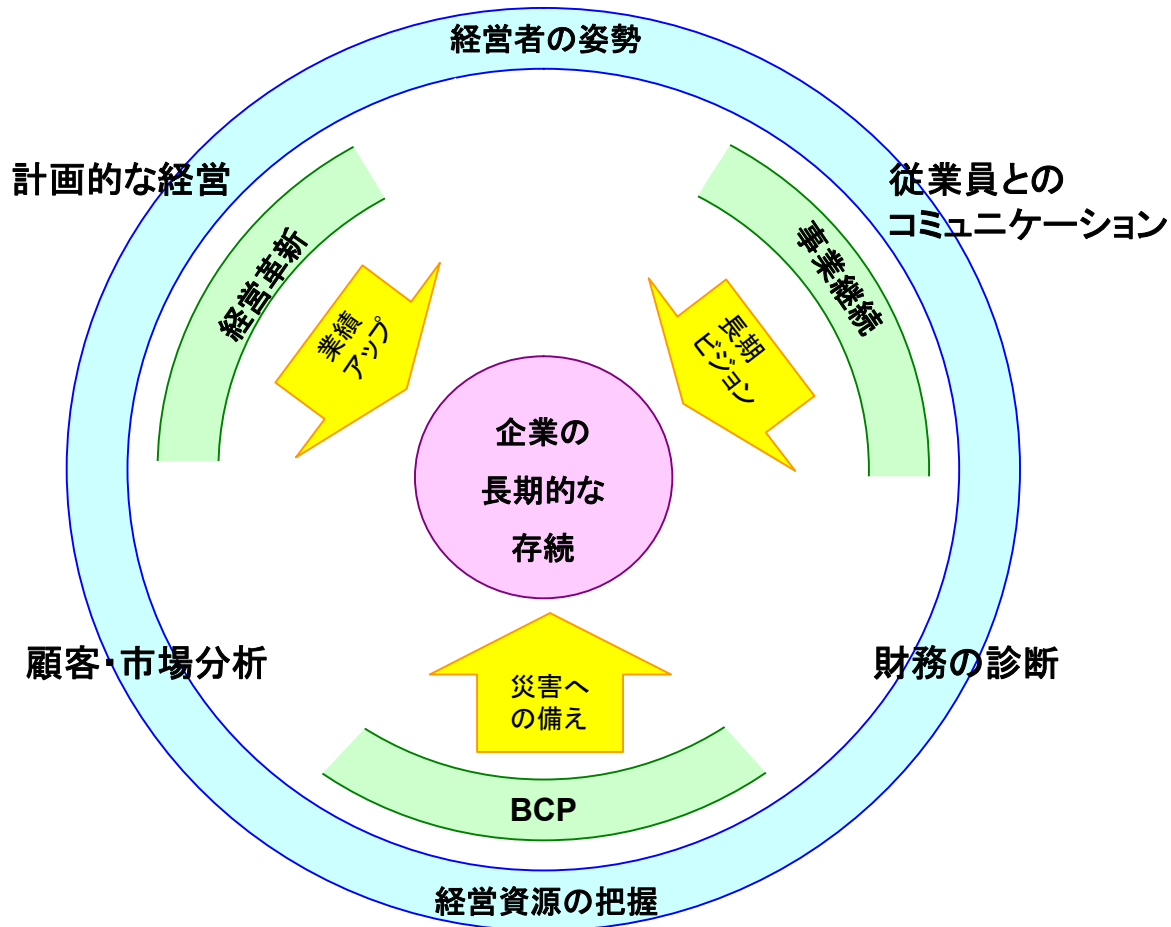 経営者の姿勢
計画的な経営
従業員との
コミュニケーション
経営革新
事業継続
業績
アップ
長期
ビジョン
企業の
長期的な
存続
顧客・市場分析
財務の診断
災害へ
の備え
BCP
経営資源の把握